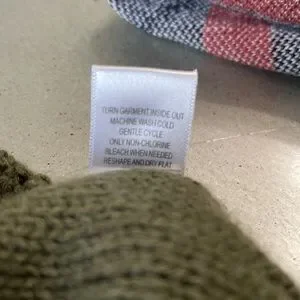 TURN GARMENT INSIDE OUT
MACHINE WASH COLD
GENTLE CYCLE
ONLY NON-CHLORINE
BLEACH WHEN NEEDED
RESHAPE AND DRY FLAT